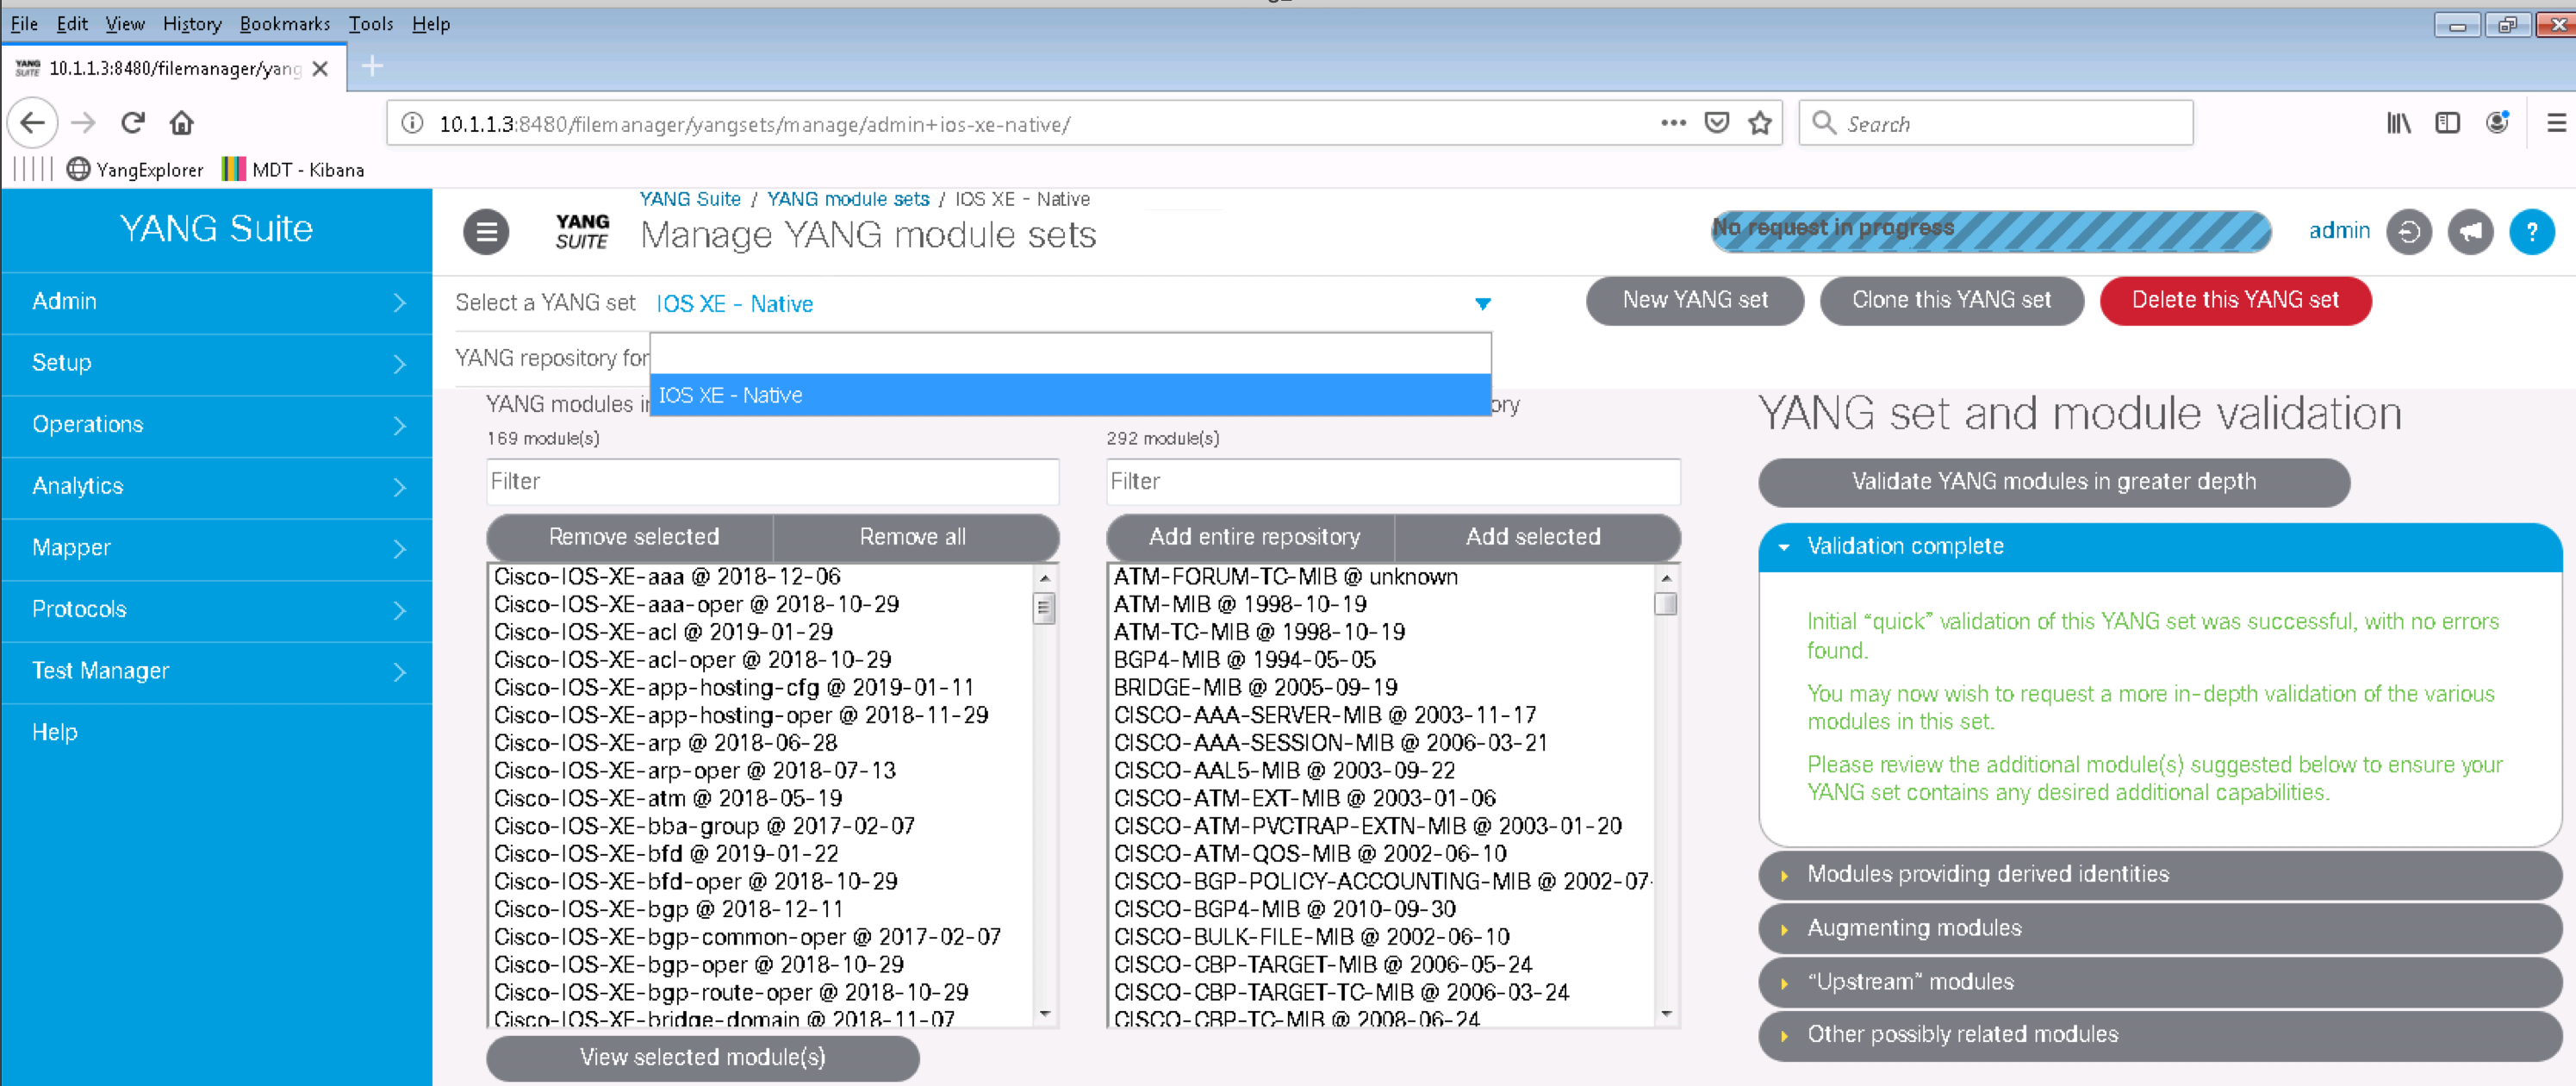 File Edit View History Bookmarks Tools Help
YANG SUITE 10.1.1.3:8480/filemanager/yang
10.1.1.3:8480/filemanager/yangsets/manage/admin+ios-xe-native/
Search
YangExplorer MDT - Kibana
YANG Suite
Admin
Setup
Operations
Analytics
Mapper
Protocols
Test Manager
Help
YANG SUITE
YANG Suite / YANG module sets / IOS XE - Native
Manage YANG module sets
No request in progress
admin
?
Select a YANG set IOS XE - Native
New YANG set
Clone this YANG set
Delete this YANG set
YANG repository for
IOS XE - Native
YANG modules
169 module(s)
Filter
Remove selected
Remove all
Cisco-IOS-XE-aaa @ 2018-12-06
Cisco-IOS-XE-aaa-oper @ 2018-10-29
Cisco-IOS-XE-acl @ 2019-01-29
Cisco-IOS-XE-acl-oper @ 2018-10-29
Cisco-IOS-XE-app-hosting-cfg @ 2019-01-11
Cisco-IOS-XE-app-hosting-oper @ 2018-11-29
Cisco-IOS-XE-arp @ 2018-06-28
Cisco-IOS-XE-arp-oper @ 2018-07-13
Cisco-IOS-XE-atm @ 2018-05-19
Cisco-IOS-XE-bba-group @ 2017-02-07
Cisco-IOS-XE-bfd @ 2019-01-22
Cisco-IOS-XE-bfd-oper @ 2018-10-29
Cisco-IOS-XE-bgp @ 2018-12-11
Cisco-IOS-XE-bgp-common-oper @ 2017-02-07
Cisco-IOS-XE-bgp-oper @ 2018-10-29
Cisco-IOS-XE-bgp-route-oper @ 2018-10-29
Cisco-IOS-XE-bridge-domain @ 2018-11-07
View selected module(s)
ory
292 module(s)
Filter
Add entire repository
Add selected
ATM-FORUM-TC-MIB @ unknown
ATM-MIB @ 1998-10-19
ATM-TC-MIB @ 1998-10-19
BGP4-MIB @ 1994-05-05
BRIDGE-MIB @ 2005-09-19
CISCO-AAA-SERVER-MIB @ 2003-11-17
CISCO-AAA-SESSION-MIB @ 2006-03-21
CISCO-AAL5-MIB @ 2003-09-22
CISCO-ATM-EXT-MIB @ 2003-01-06
CISCO-ATM-PVCTRAP-EXTN-MIB @ 2003-01-20
CISCO-ATM-QOS-MIB @ 2002-06-10
CISCO-BGP-POLICY-ACCOUNTING-MIB @ 2002-07-
CISCO-BGP4-MIB @ 2010-09-30
CISCO-BULK-FILE-MIB @ 2002-06-10
CISCO-CBP-TARGET-MIB @ 2006-05-24
CISCO-CBP-TARGET-TC-MIB @ 2006-03-24
CISCO-CBP-TC-MIB @ 2008-06-24
YANG set and module validation
Validate YANG modules in greater depth
Validation complete
Initial “quick” validation of this YANG set was successful, with no errors
found.
You may now wish to request a more in-depth validation of the various
modules in this set.
Please review the additional module(s) suggested below to ensure your
YANG set contains any desired additional capabilities.
Modules providing derived identities
Augmenting modules
“Upstream” modules
Other possibly related modules